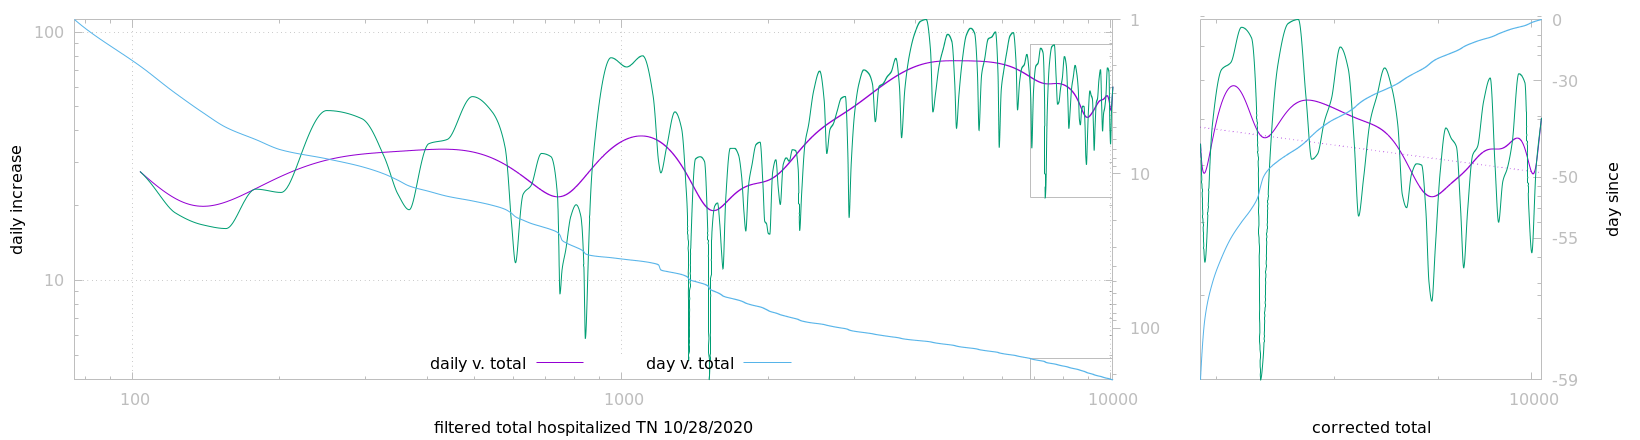 100
10
daily increase
daily v. total
day v. total
100
1000
10000
filtered total hospitalized TN 10/28/2020
1
10
100
0
-30
-50
-55
-59
day since
10000
corrected total